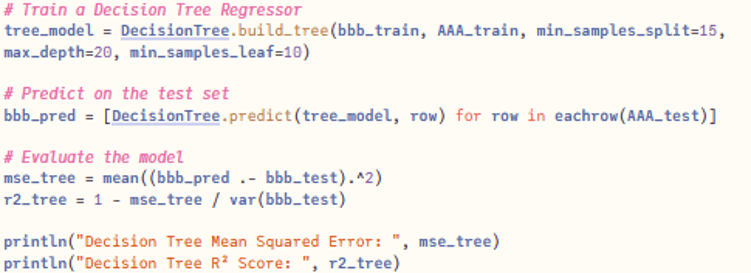 # Train a Decision Tree Regressor
tree_model = DecisionTree.build_tree(bbb_train, AAA_train, min_samples_split=15,
max_depth=20, min_samples_leaf=10)
# Predict on the test set
bbb_pred = [DecisionTree.predict(tree_model, row) for row in eachrow(AAA_test)]
# Evaluate the model
mse_tree = mean((bbb_pred .- bbb_test).^2)
r2_tree = 1 - mse_tree / var(bbb_test)
println("Decision Tree Mean Squared Error: ", mse_tree)
println("Decision Tree R² Score: ", r2_tree)